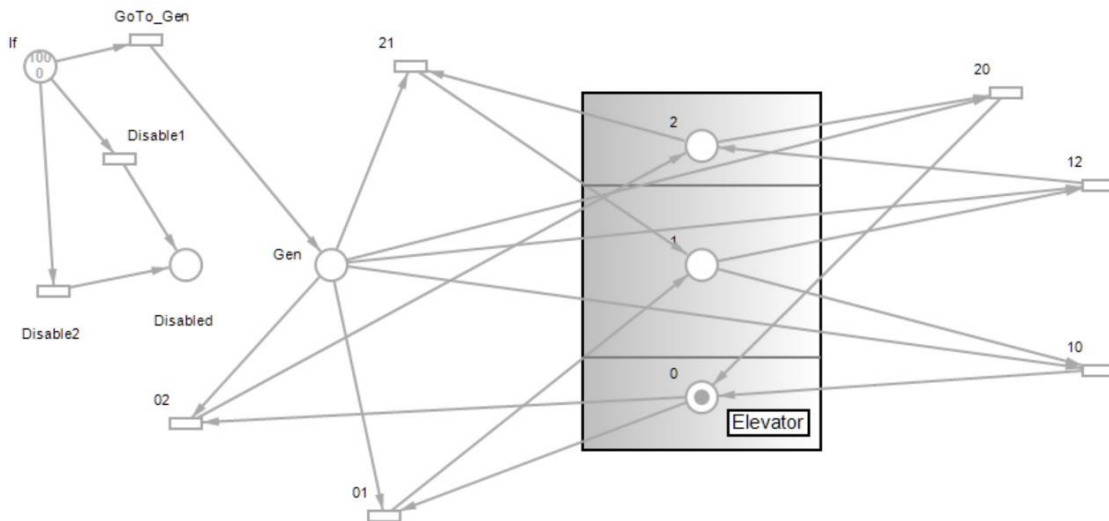 GoTo_Gen
If
100
0
21
20
2
Disable1
12
1
Gen
Disabled
Disable2
10
0
02
Elevator
01